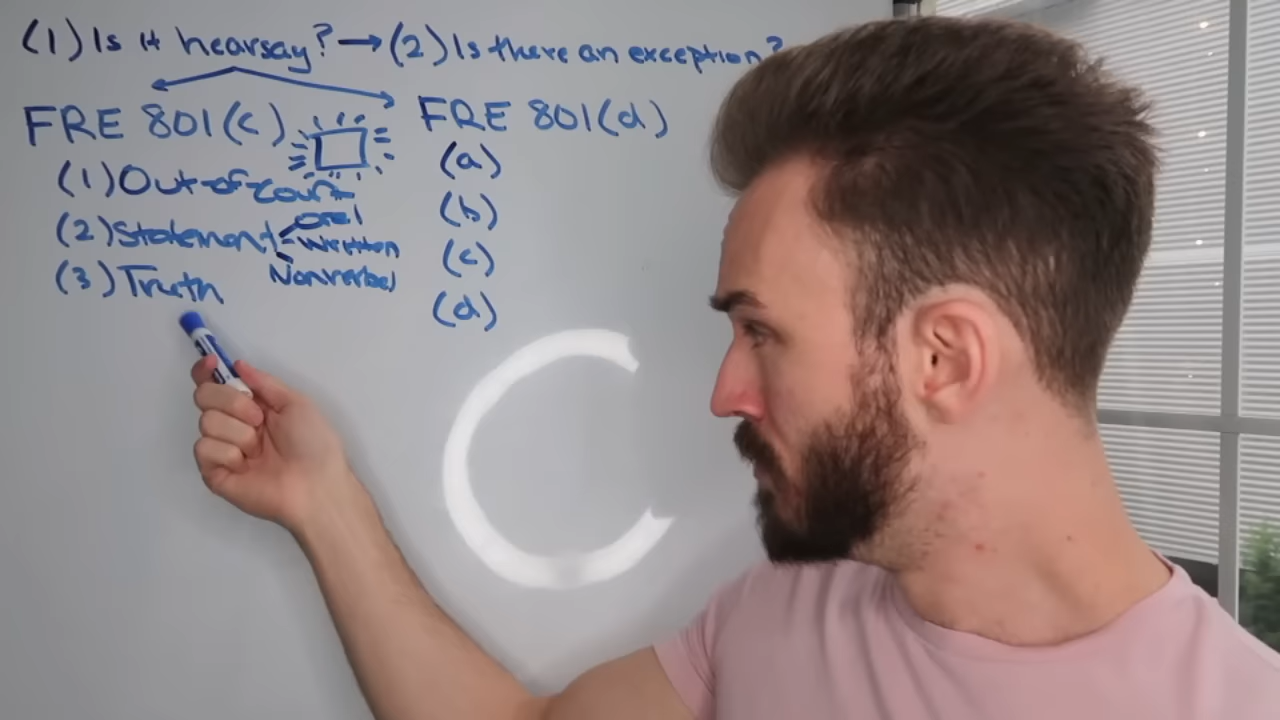 (1) Is it hearsay? → (2) Is there an exception?
FRE 801(c)
(1) Out-of-court
(2) Statement
Oral
Written
Nonverbal
(3) Truth
FRE 801(d)
(a)
(b)
(c)
(d)